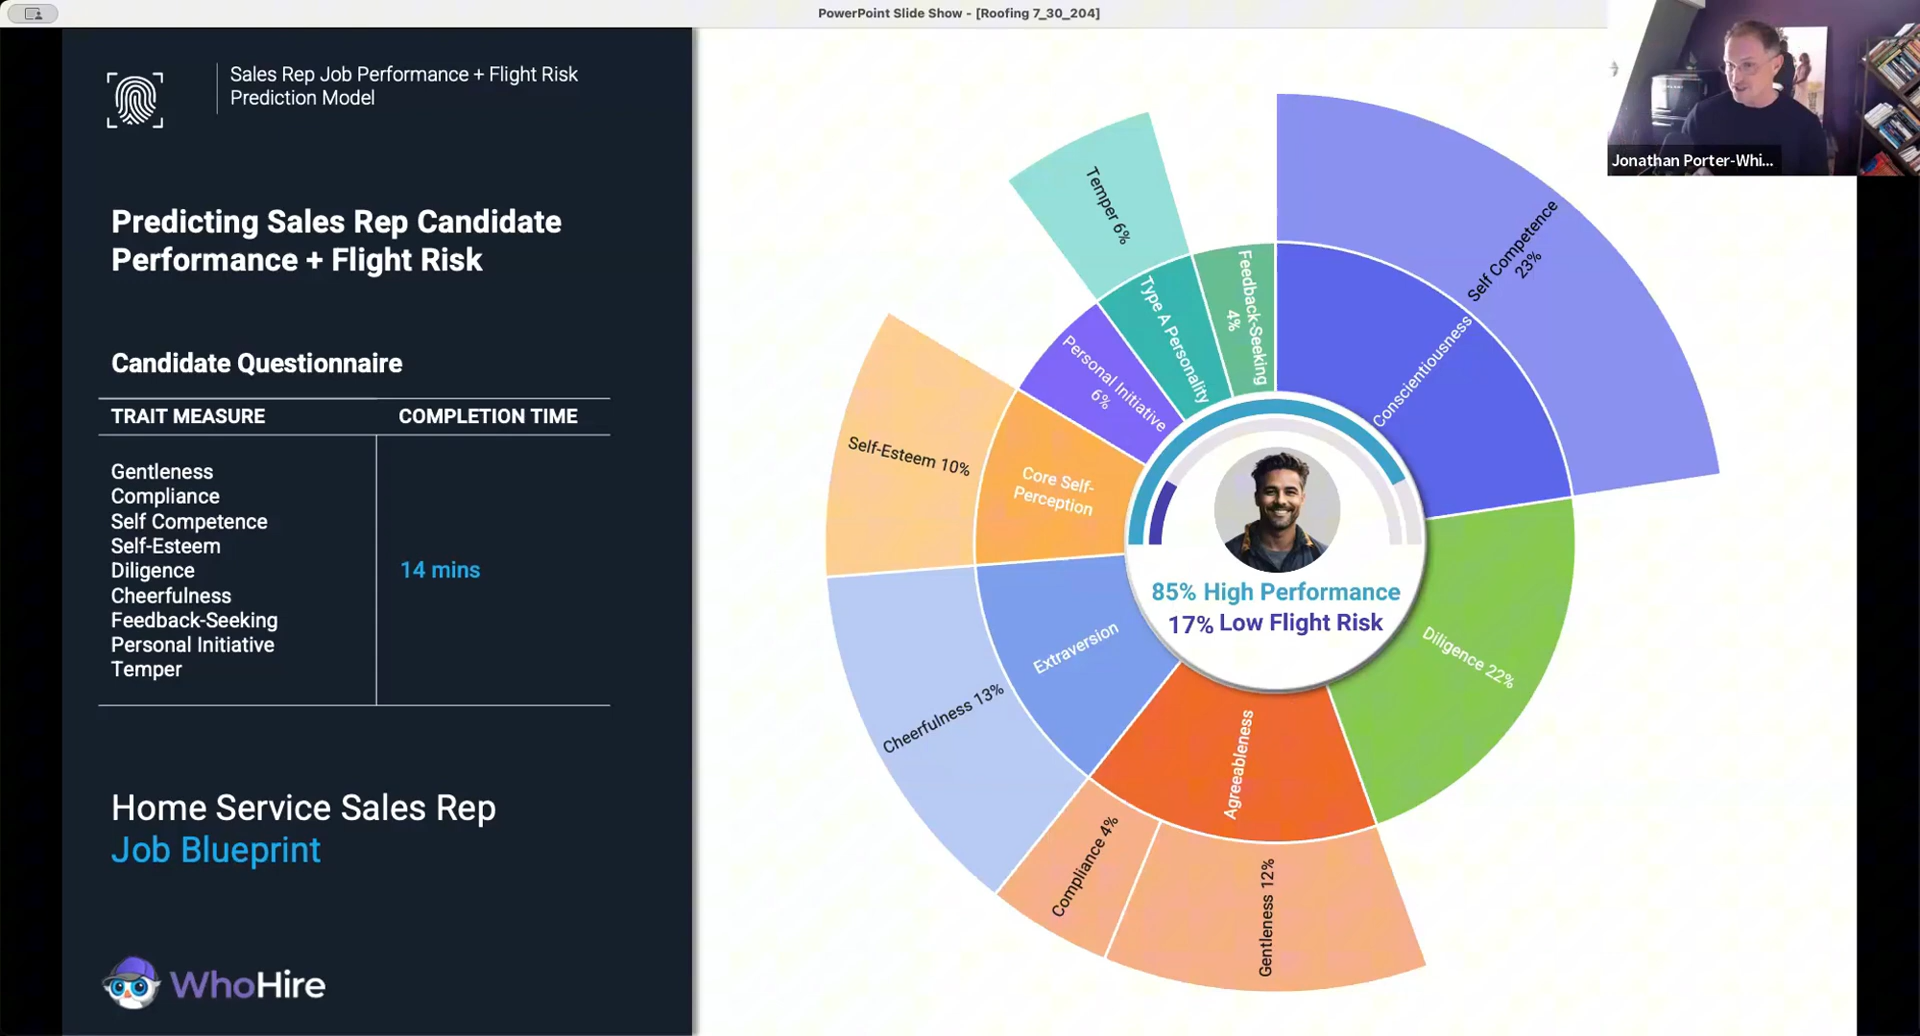 PowerPoint Slide Show - [Roofing 7_30_204]
Jonathan Porter-Whi...
Sales Rep Job Performance + Flight Risk
Prediction Model
Predicting Sales Rep Candidate
Performance + Flight Risk
Candidate Questionnaire
TRAIT MEASURE
COMPLETION TIME
Gentleness
Compliance
Self Competence
Self-Esteem
Diligence
Cheerfulness
Feedback-Seeking
Personal Initiative
Temper
14 mins
Home Service Sales Rep
Job Blueprint
WhoHire
Self Competence
23%
Conscientiousness
Diligence 22%
Agreeableness
Gentleness 12%
Compliance 4%
Extraversion
Cheerfulness 13%
Core Self-
Perception
Self-Esteem 10%
Personal Initiative
6%
Type A Personality
Temper 6%
Feedback-Seeking
4%
85% High Performance
17% Low Flight Risk